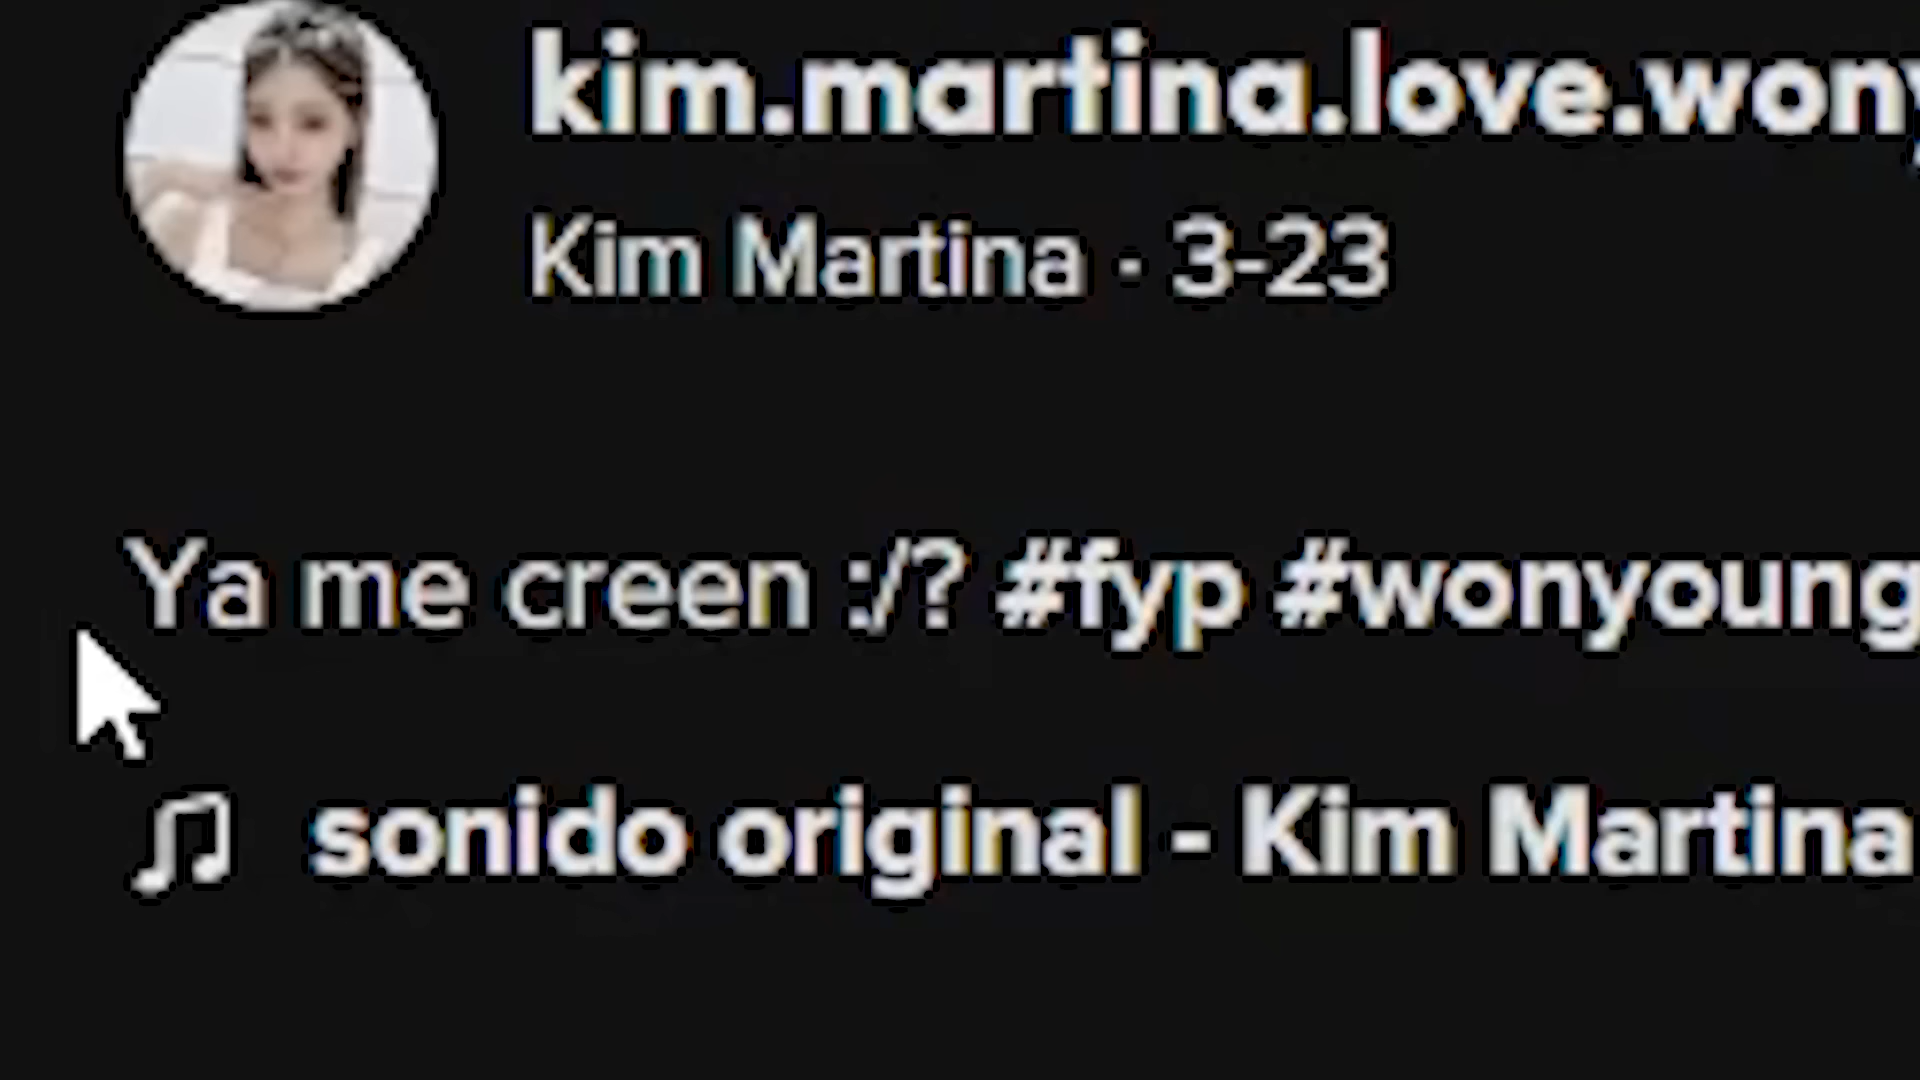 kim.martina.love.wony
Kim Martina · 3-23
Ya me creen :/? #fyp #wonyoung
sonido original - Kim Martina